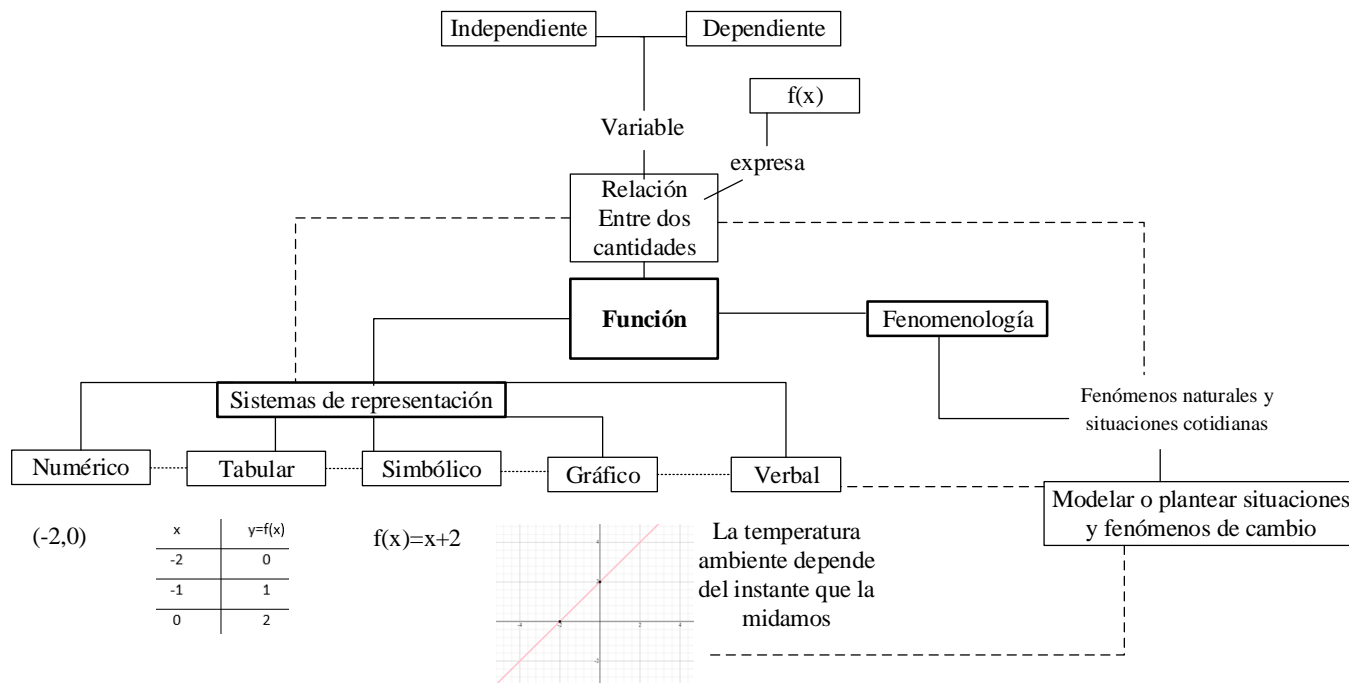 Independiente
Dependiente
f(x)
Variable
expresa
Relación
Entre dos
cantidades
Función
Fenomenología
Sistemas de representación
Fenómenos naturales y
situaciones cotidianas
Numérico
Tabular
Simbólico
Gráfico
Verbal
Modelar o plantear situaciones
y fenómenos de cambio
(-2,0)
x y=f(x)
-2 0
-1 1
0 2
f(x)=x+2
La temperatura
ambiente depende
del instante que la
midamos